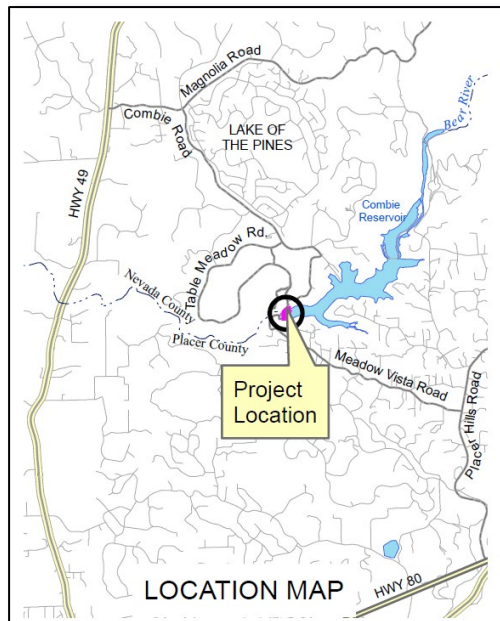 Magnolia Road
Combie Road
LAKE OF
THE PINES
Bear River
HWY 49
Combie
Reservoir
Table Meadow Rd.
Nevada County
Placer County
Project
Location
Meadow Vista Road
Placer Hills Road
HWY 80
LOCATION MAP